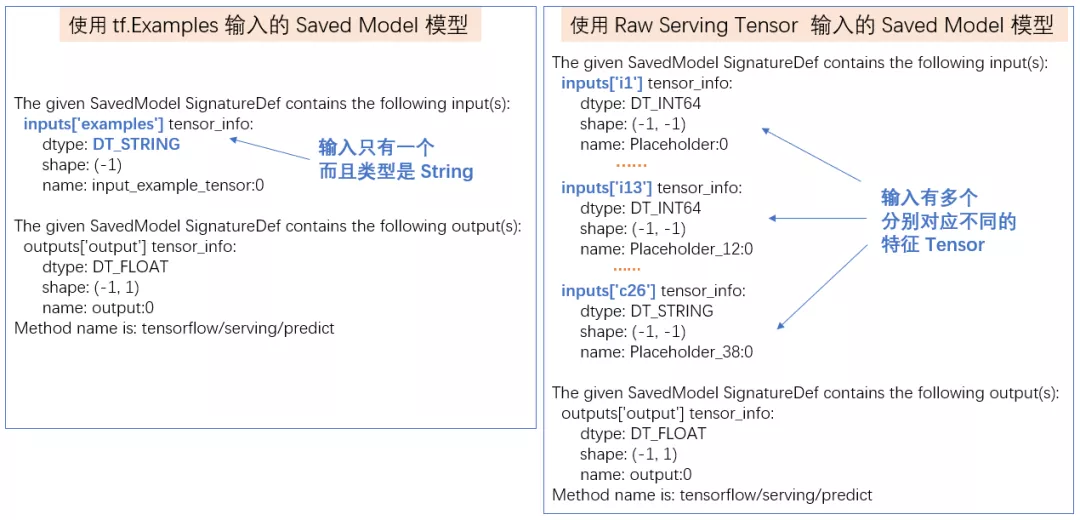 使用 tf.Examples 输入的 Saved Model 模型
The given SavedModel SignatureDef contains the following input(s):
inputs['examples'] tensor_info:
dtype: DT_STRING
shape: (-1)
name: input_example_tensor:0
输入只有一个
而且类型是 String
The given SavedModel SignatureDef contains the following output(s):
outputs['output'] tensor_info:
dtype: DT_FLOAT
shape: (-1, 1)
name: output:0
Method name is: tensorflow/serving/predict
使用 Raw Serving Tensor 输入的 Saved Model 模型
The given SavedModel SignatureDef contains the following input(s):
inputs['i1'] tensor_info:
dtype: DT_INT64
shape: (-1, -1)
name: Placeholder:0
……
inputs['i13'] tensor_info:
dtype: DT_INT64
shape: (-1, -1)
name: Placeholder_12:0
……
inputs['c26'] tensor_info:
dtype: DT_STRING
shape: (-1, -1)
name: Placeholder_38:0
输入有多个
分别对应不同的
特征 Tensor
The given SavedModel SignatureDef contains the following output(s):
outputs['output'] tensor_info:
dtype: DT_FLOAT
shape: (-1, 1)
name: output:0
Method name is: tensorflow/serving/predict